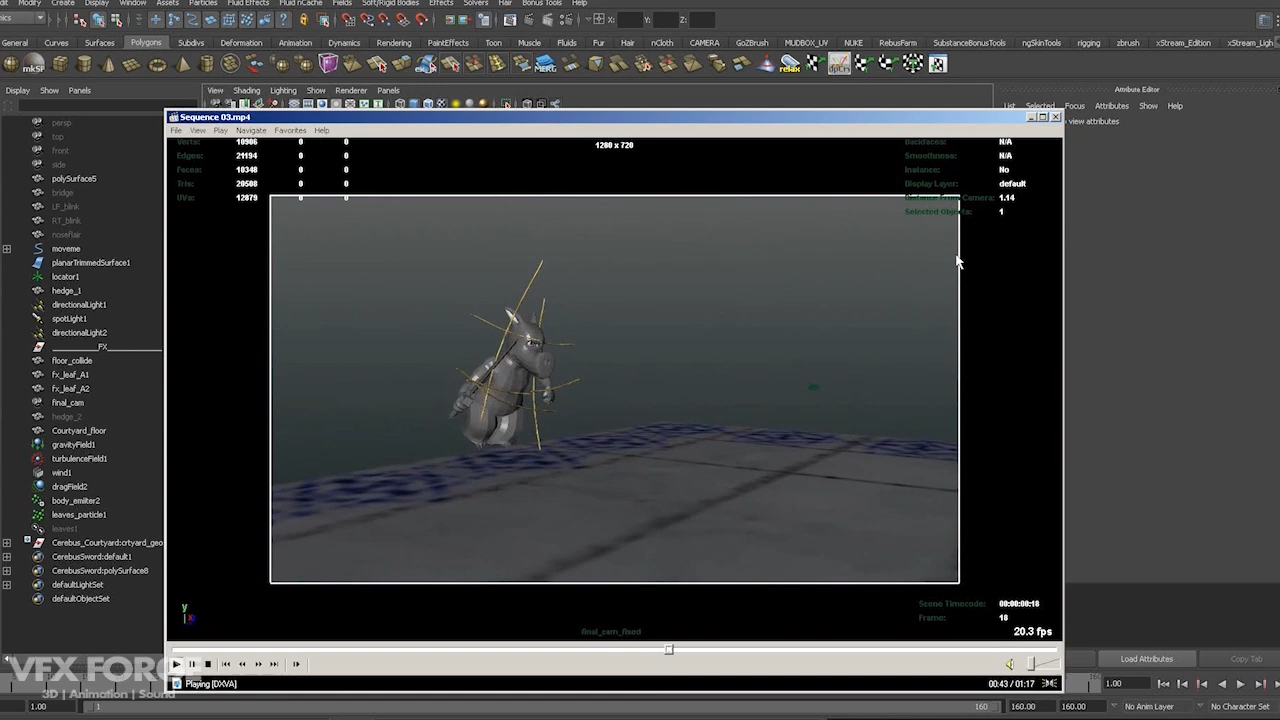 Modify Create Display Window Assets Sequences Fluid Effects Fluid nCache Fields Soft/Rigid Bodies Effects Solvers Hair Bonus Tools Help
X: Y: Z:
General Curves Surfaces Polygons Subdivs Deformation Animation Dynamics Rendering PaintEffects Toon Muscle Fluids Fur Hair nCloth CAMERA GoZBrush MUDBOX_UV NUKE RebusFarm SubstanceBonusTools ngSkinTools rigging zbrush xStream_Edition xStream_Ligh
MERG relax
Display Show Panels
View Shading Lighting Show Renderer Panels
Attribute Editor
List Selected Focus Attributes Show Help
view attributes
Sequence 03.mp4
File View Play Navigate Favorites Help
persp
top
front
side
polySurface5
bridge
LF_blink
RT_blink
noseflair
moveme
planarTrimmedSurface1
locator1
hedge_1
directionalLight1
spotLight1
directionalLight2
FX
floor_collide
fx_leaf_A1
fx_leaf_A2
final_cam
hedge_2
Courtyard_floor
gravityField1
turbulenceField1
wind1
dragField2
body_emiiter2
leaves_particle1
leaves1
Cerebus_Courtyard:crtyard_geo
CerebusSword:default1
CerebusSword:polySurface8
defaultLightSet
defaultObjectSet
Verts: 10906 0 0
Edges: 21194 0 0
Faces: 10348 0 0
Tris: 20508 0 0
UVs: 12879 0 0
1280 x 720
Backfaces: N/A
Smoothness: N/A
Instance: No
Display Layer: default
Distance From Camera: 1.14
Selected Objects: 1
y
x
final_cam_fixed
Scene Timecode: 00:00:00:18
Frame: 18
20.3 fps
Playing [DXVA]
00:43 / 01:17
Load Attributes Copy Tab
VFX FORCE
3D | Animation | Sound
160 1.00
1.00 1 160 160.00 160.00 No Anim Layer No Character Set